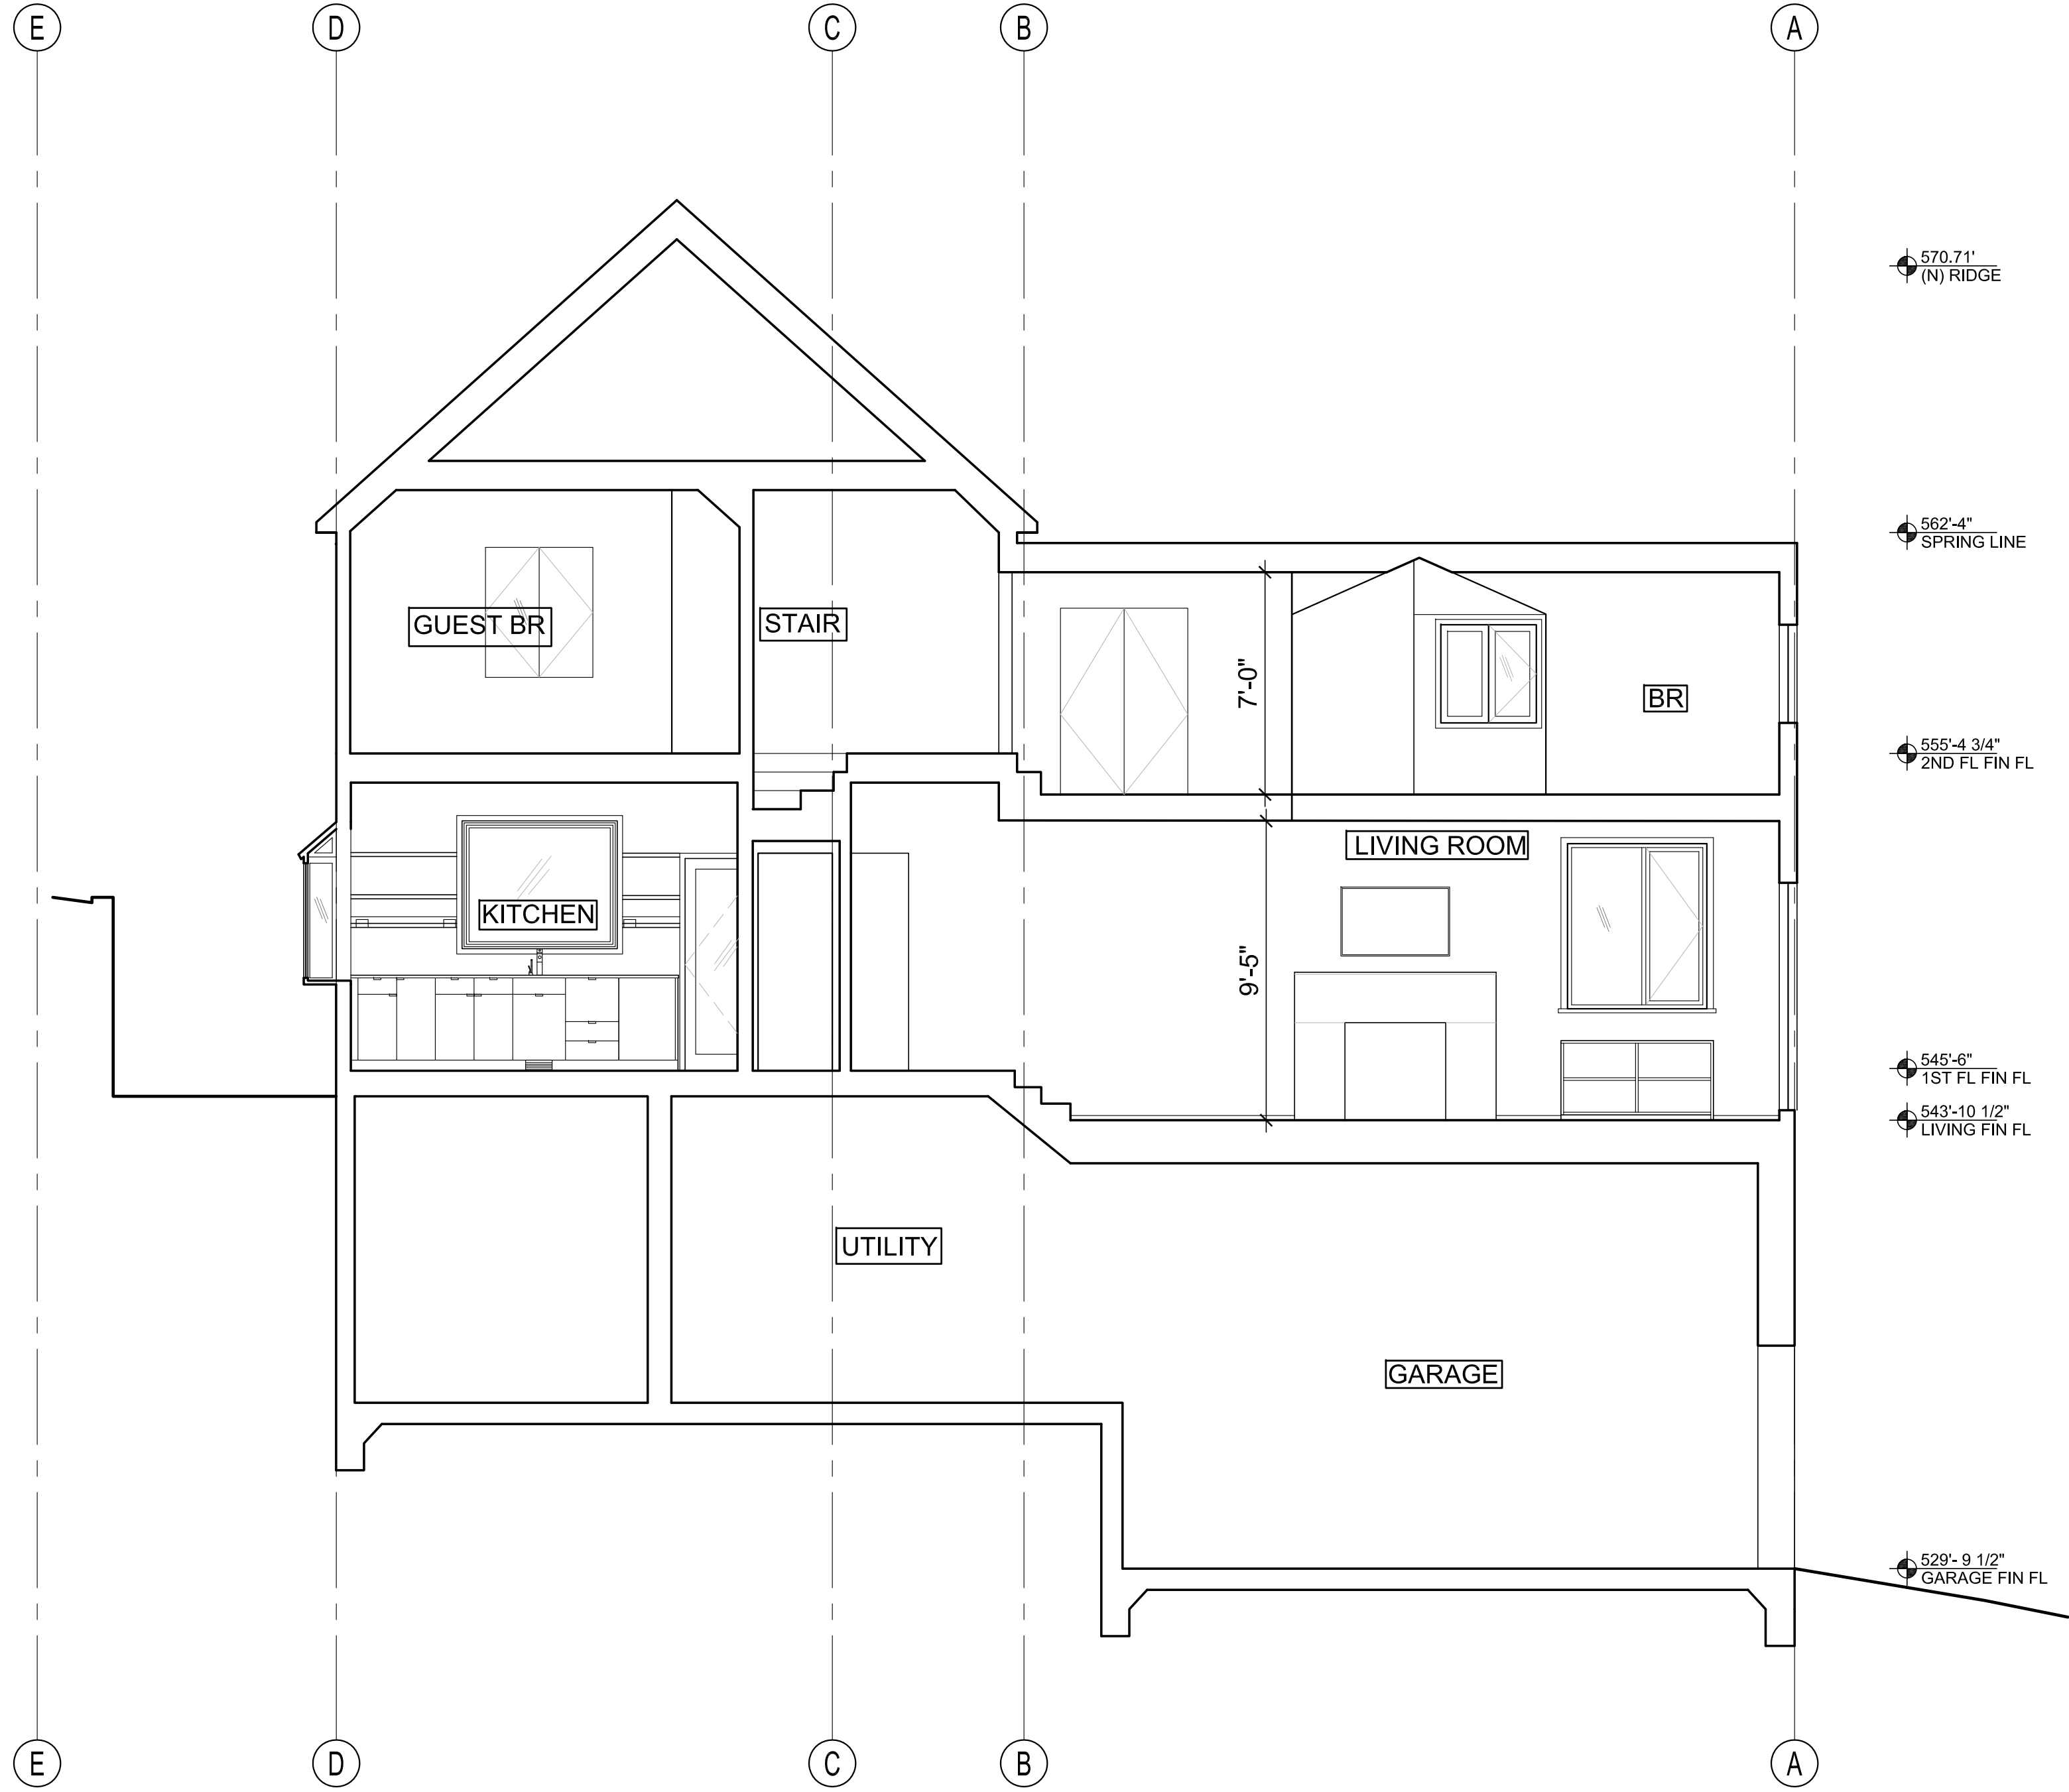 E
D
C
B
A
570.71'
(N) RIDGE
562'-4"
SPRING LINE
GUEST BR
STAIR
7'-0"
BR
555'-4 3/4"
2ND FL FIN FL
LIVING ROOM
KITCHEN
9'-5"
545'-6"
1ST FL FIN FL
543'-10 1/2"
LIVING FIN FL
UTILITY
GARAGE
529'- 9 1/2"
GARAGE FIN FL
E
D
C
B
A